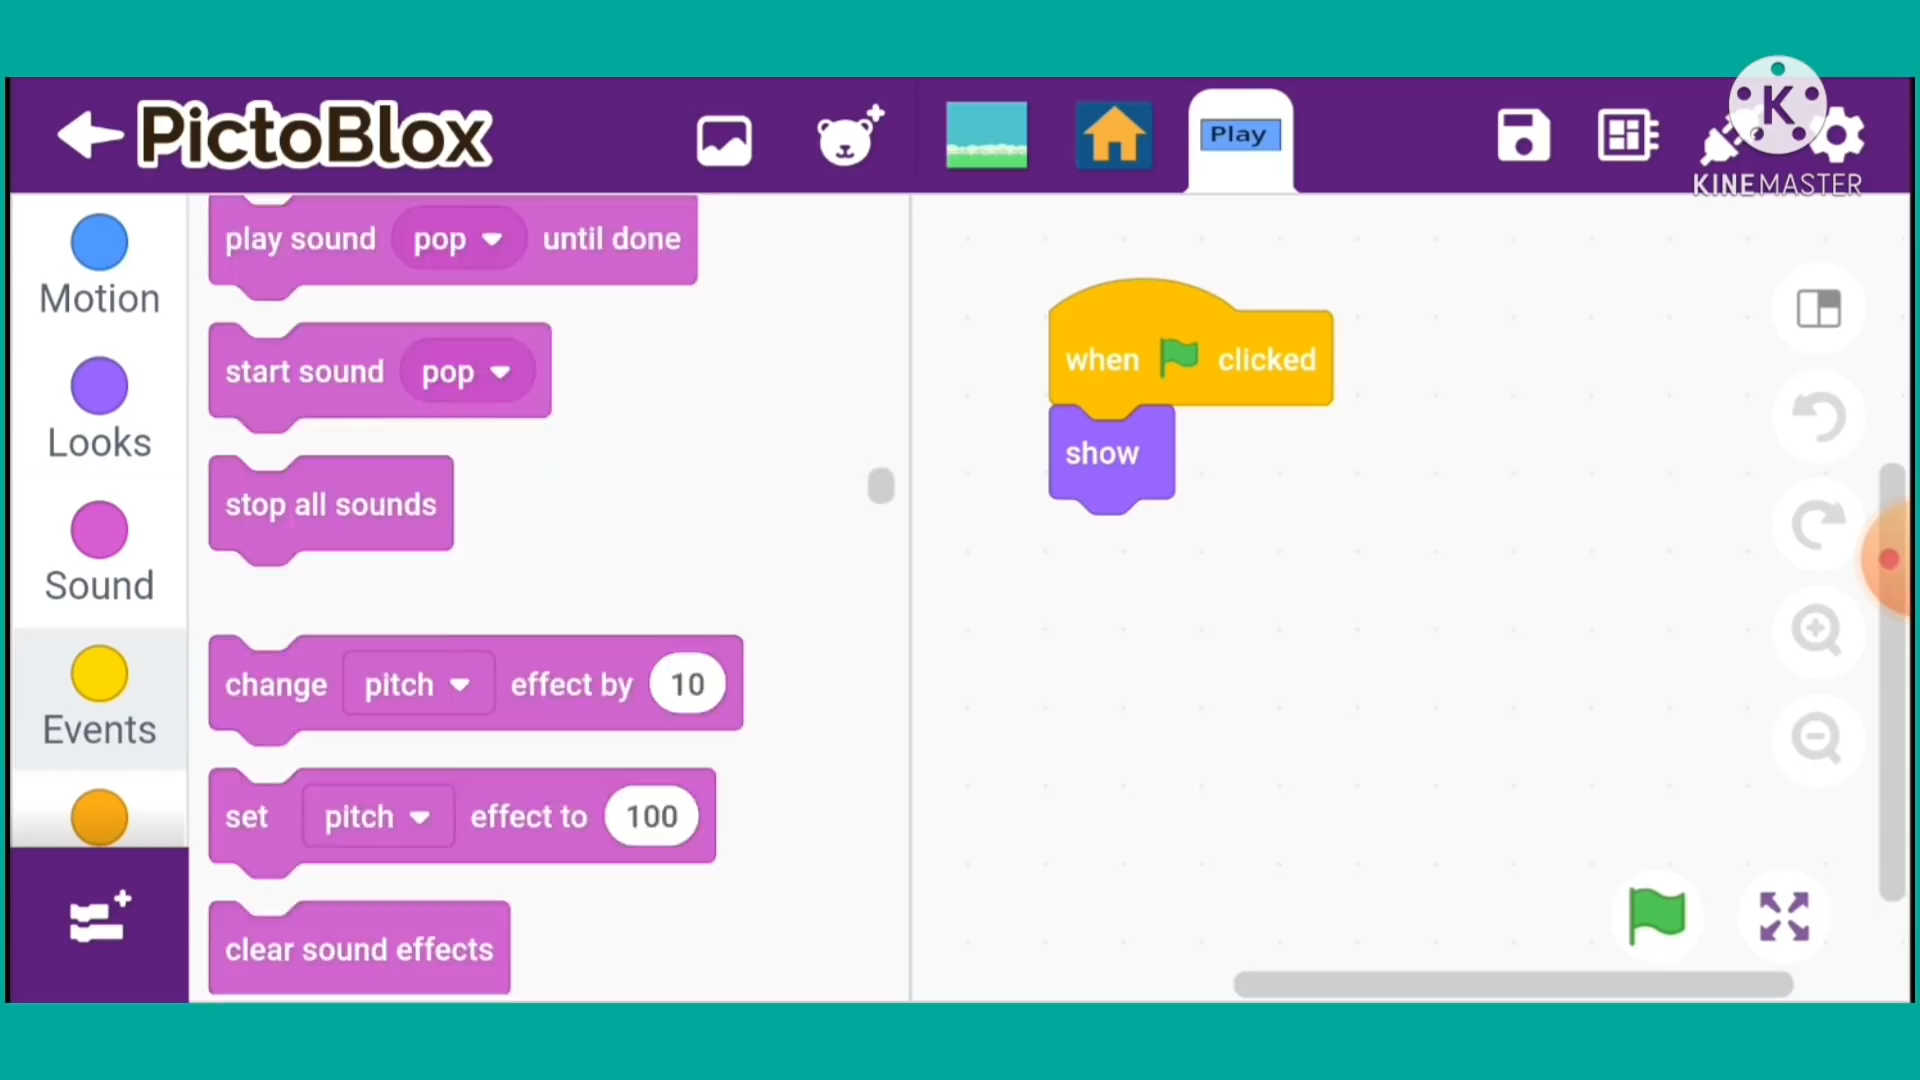 PictoBlox
Play
K
KINEMASTER
Motion
Looks
Sound
Events
play sound pop until done
start sound pop
stop all sounds
change pitch effect by 10
set pitch effect to 100
clear sound effects
when clicked
show